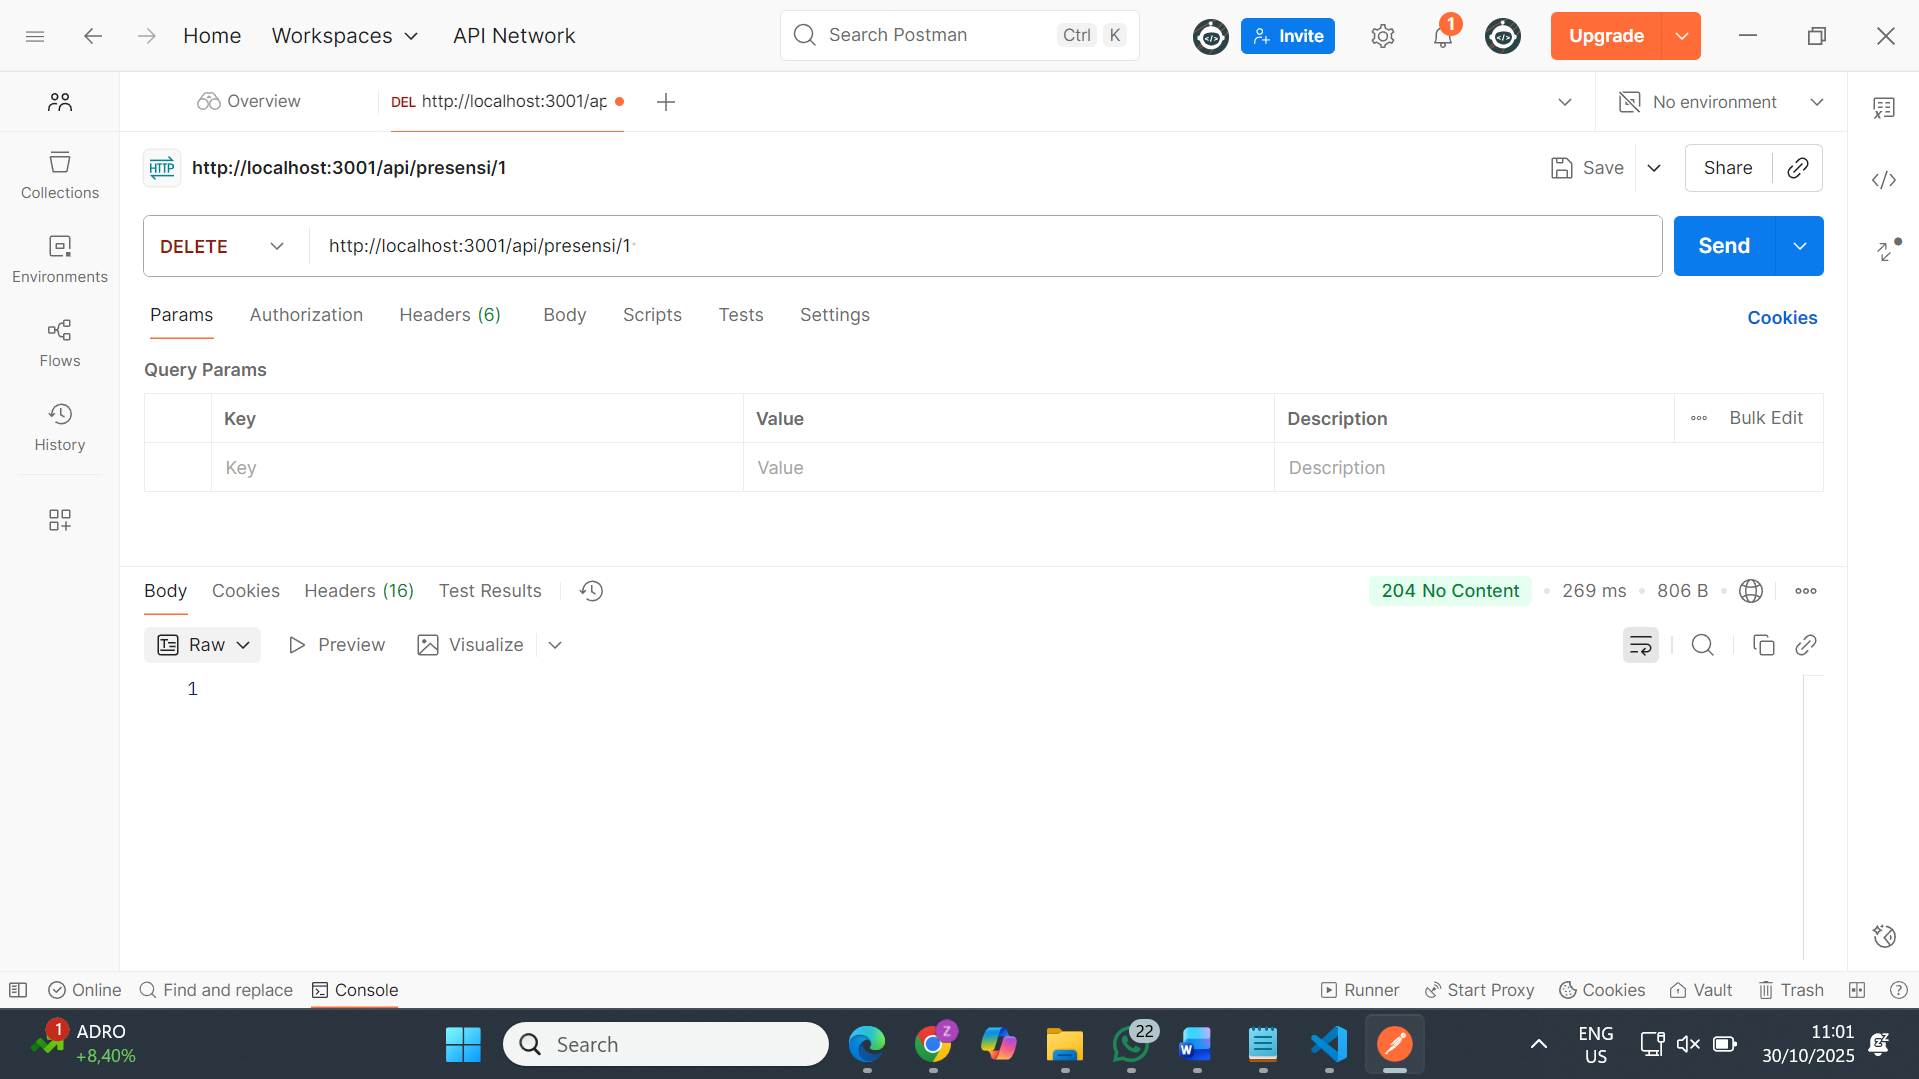 Home
Workspaces
API Network
Search Postman
Ctrl
K
Invite
1
Upgrade
Overview
DEL http://localhost:3001/ap
No environment
HTTP
http://localhost:3001/api/presensi/1
Save
Share
Collections
Environments
Flows
History
DELETE
http://localhost:3001/api/presensi/1
Send
Params
Authorization
Headers (6)
Body
Scripts
Tests
Settings
Cookies
Query Params
Key
Value
Description
Bulk Edit
Key
Value
Description
Body
Cookies
Headers (16)
Test Results
204 No Content
269 ms
806 B
Raw
Preview
Visualize
1
Online
Find and replace
Console
Runner
Start Proxy
Cookies
Vault
Trash
1
ADRO
+8,40%
Search
Z
22
ENG
US
11:01
30/10/2025